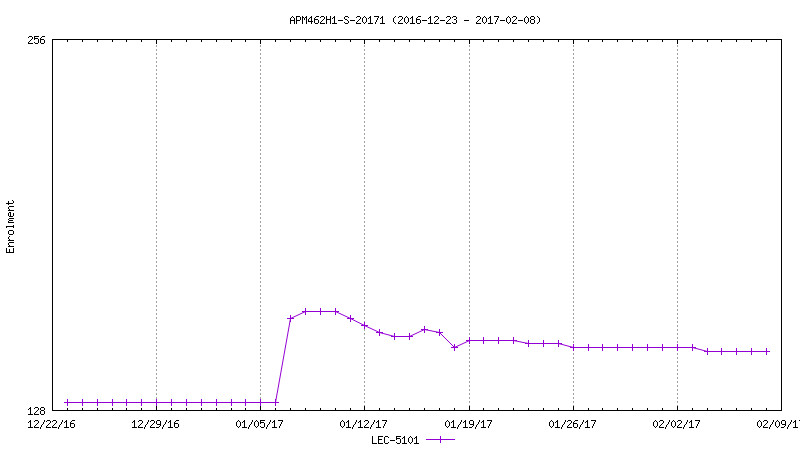 APM462H1-S-20171 (2016-12-23 - 2017-02-08)
256
Enrolment
128
12/22/16 12/29/16 01/05/17 01/12/17 01/19/17 01/26/17 02/02/17 02/09/17
LEC-5101